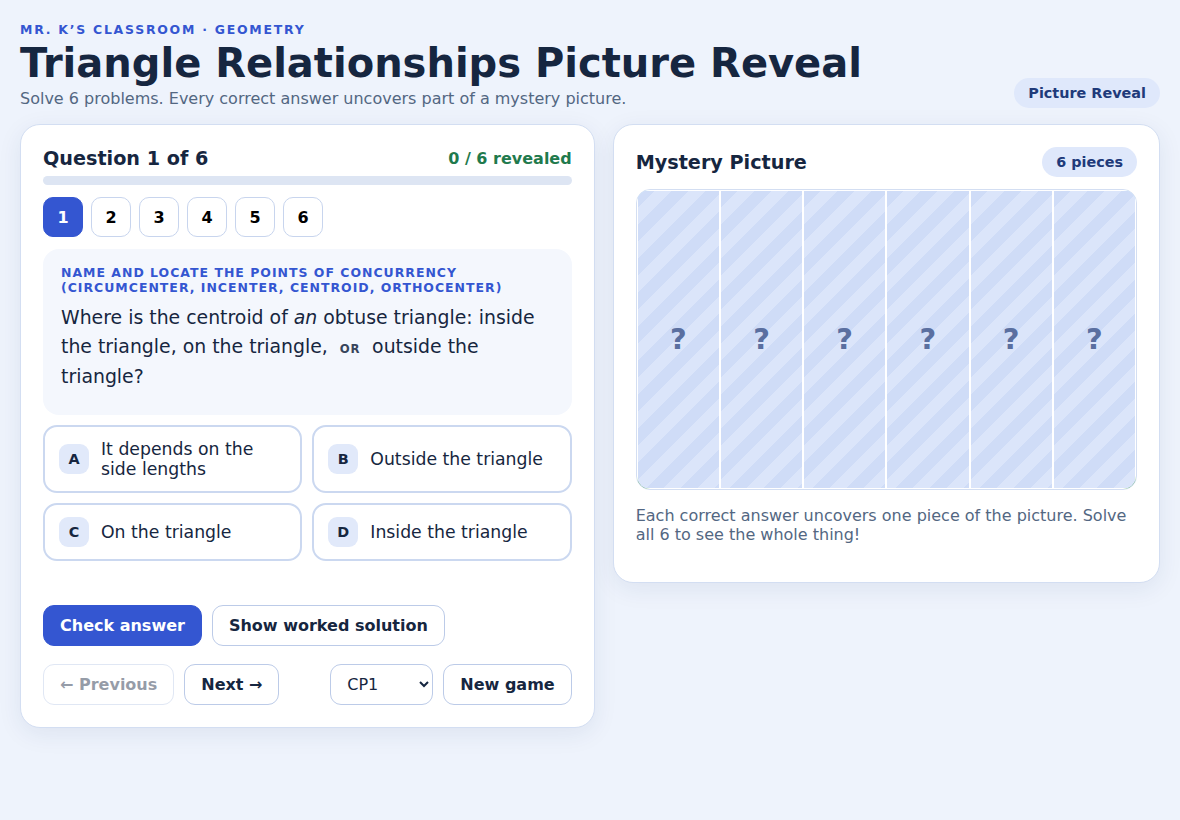 MR. K’S CLASSROOM · GEOMETRY
Triangle Relationships Picture Reveal
Solve 6 problems. Every correct answer uncovers part of a mystery picture.
Picture Reveal
Question 1 of 6
0 / 6 revealed
1 2 3 4 5 6
NAME AND LOCATE THE POINTS OF CONCURRENCY
(CIRCUMCENTER, INCENTER, CENTROID, ORTHOCENTER)
Where is the centroid of an obtuse triangle: inside
the triangle, on the triangle, OR outside the
triangle?
A It depends on the
side lengths
B Outside the triangle
C On the triangle
D Inside the triangle
Check answer
Show worked solution
← Previous
Next →
CP1
New game
Mystery Picture
6 pieces
? ? ? ? ? ?
Each correct answer uncovers one piece of the picture. Solve
all 6 to see the whole thing!